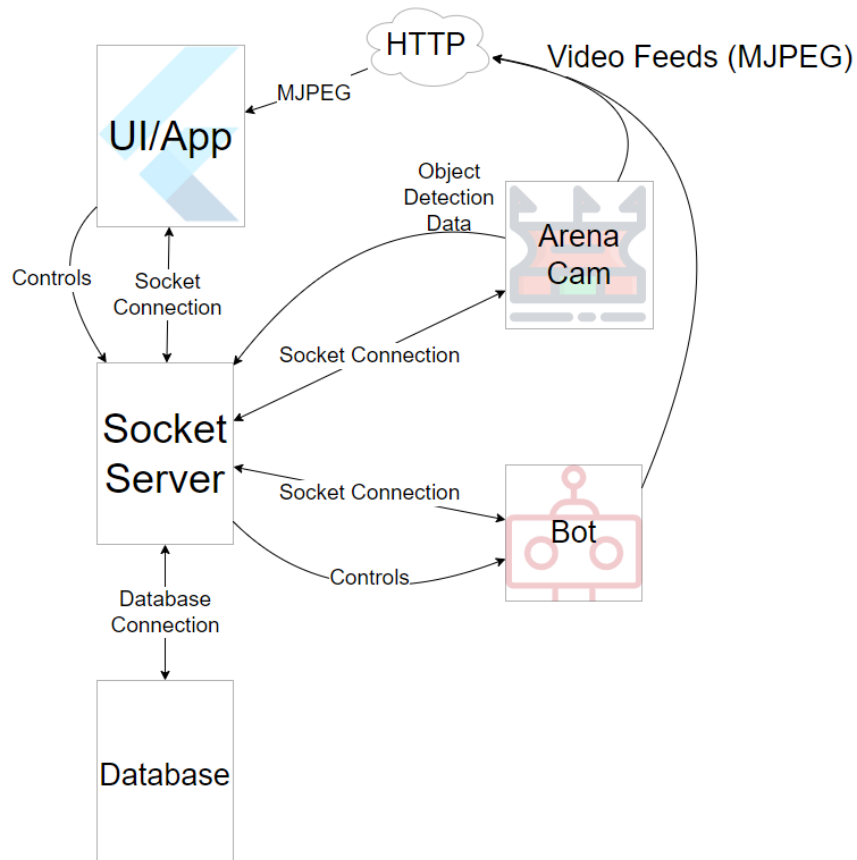 HTTP
Video Feeds (MJPEG)
MJPEG
UI/App
Object
Detection
Data
Arena
Cam
Controls
Socket
Connection
Socket Connection
Socket
Server
Socket Connection
Bot
Controls
Database
Connection
Database